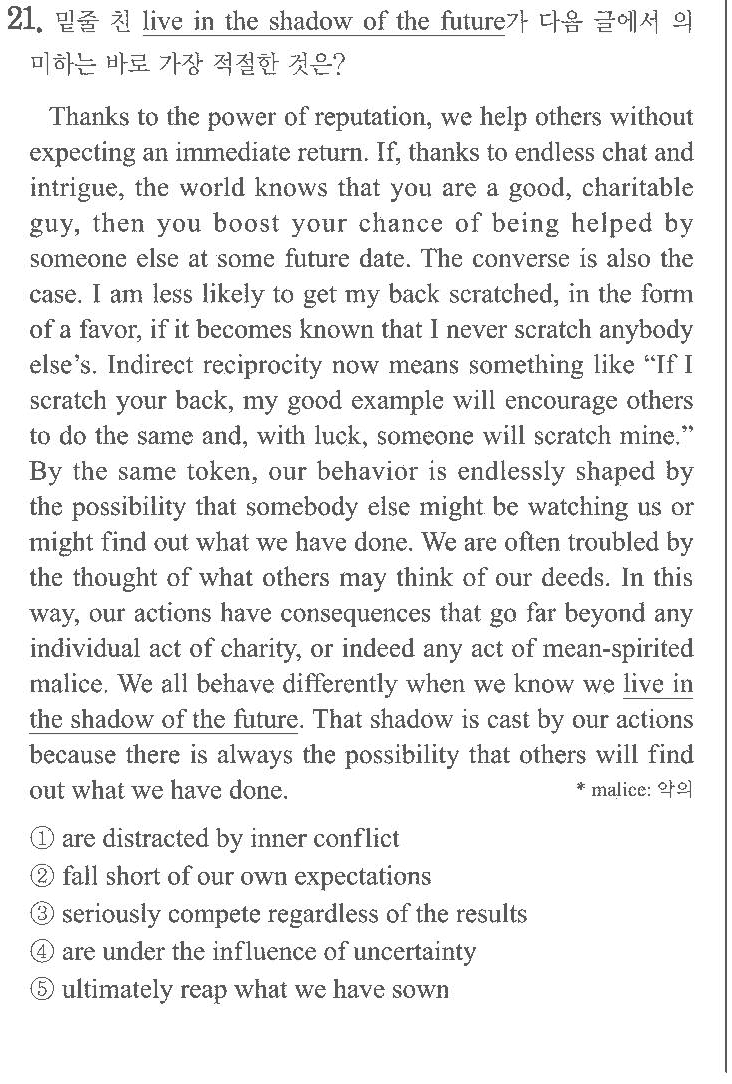 21. 밑줄 친 live in the shadow of the future가 다음 글에서 의
미하는 바로 가장 적절한 것은?
Thanks to the power of reputation, we help others without
expecting an immediate return. If, thanks to endless chat and
intrigue, the world knows that you are a good, charitable
guy, then you boost your chance of being helped by
someone else at some future date. The converse is also the
case. I am less likely to get my back scratched, in the form
of a favor, if it becomes known that I never scratch anybody
else's. Indirect reciprocity now means something like “If I
scratch your back, my good example will encourage others
to do the same and, with luck, someone will scratch mine.”
By the same token, our behavior is endlessly shaped by
the possibility that somebody else might be watching us or
might find out what we have done. We are often troubled by
the thought of what others may think of our deeds. In this
way, our actions have consequences that go far beyond any
individual act of charity, or indeed any act of mean-spirited
malice. We all behave differently when we know we live in
the shadow of the future. That shadow is cast by our actions
because there is always the possibility that others will find
out what we have done. * malice: 악의
① are distracted by inner conflict
② fall short of our own expectations
③ seriously compete regardless of the results
④ are under the influence of uncertainty
⑤ ultimately reap what we have sown